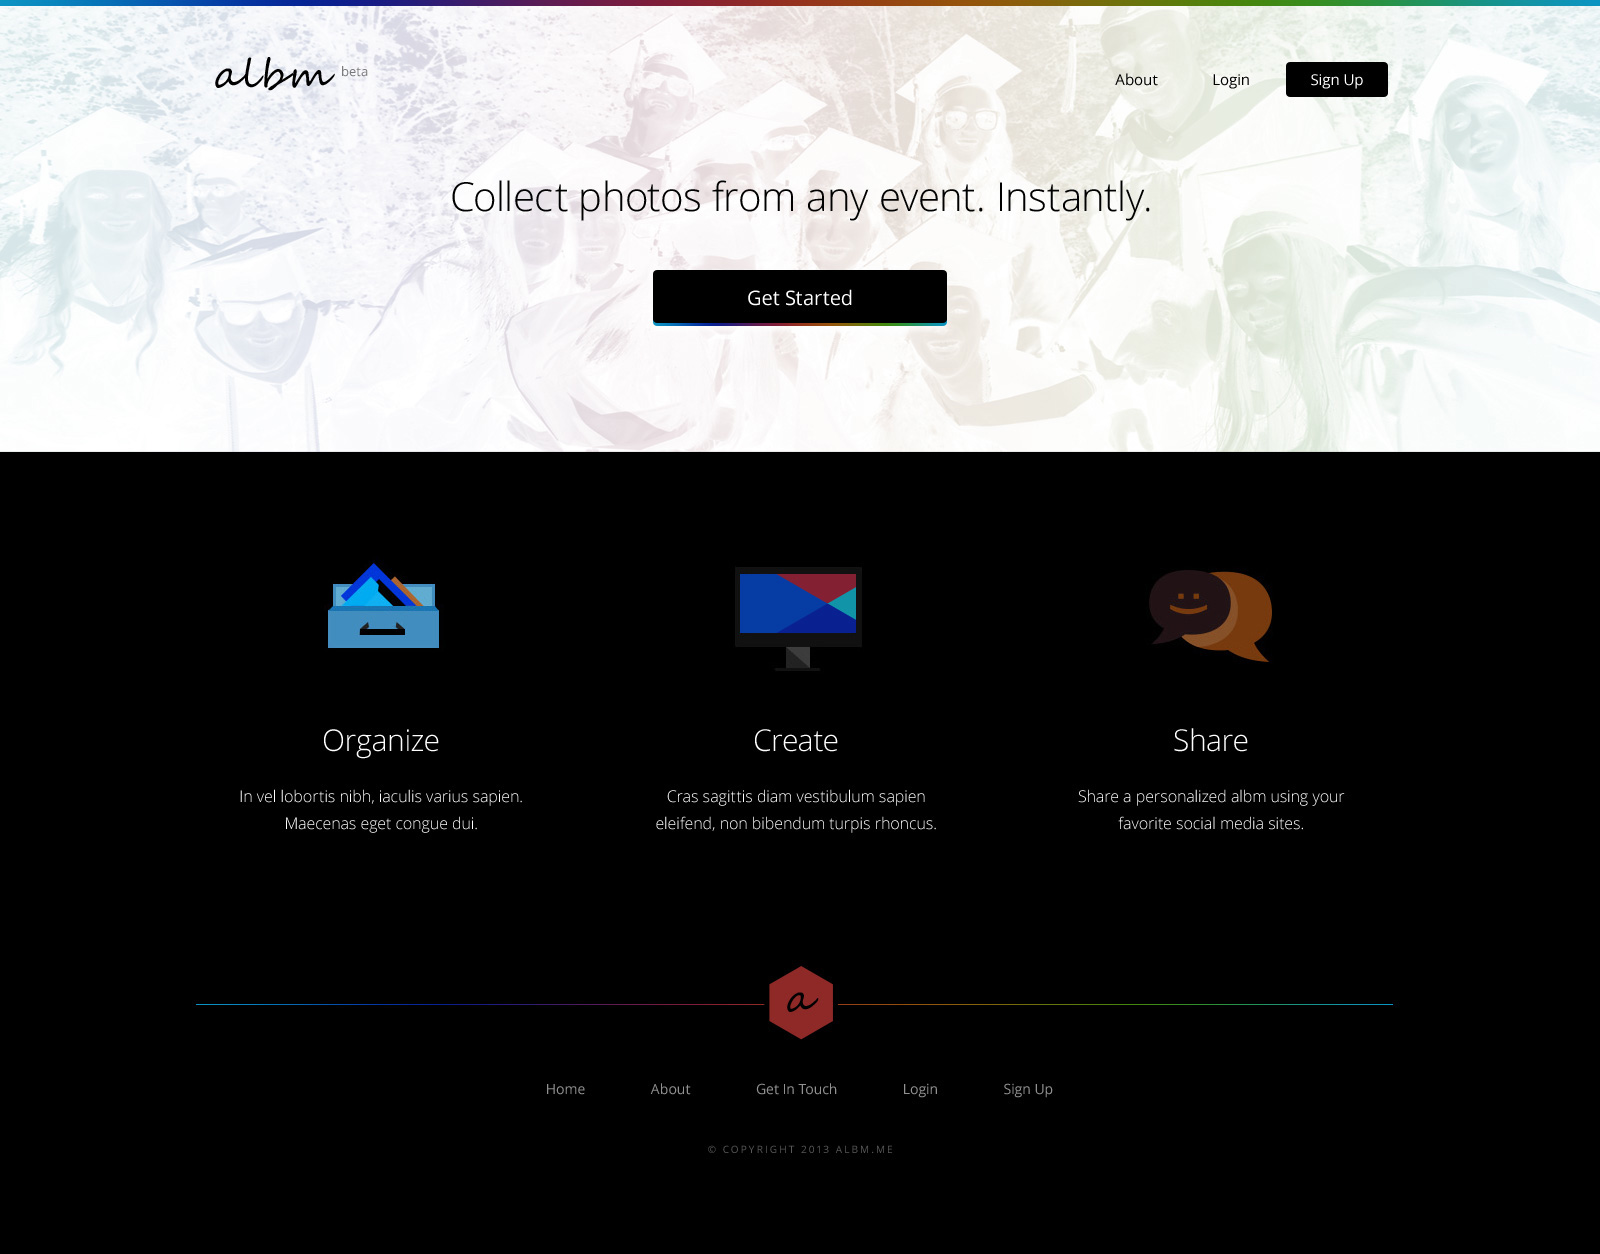 albm beta
About Login Sign Up
Collect photos from any event. Instantly.
Get Started
Organize
In vel lobortis nibh, iaculis varius sapien.
Maecenas eget congue dui.
Create
Cras sagittis diam vestibulum sapien
eleifend, non bibendum turpis rhoncus.
Share
Share a personalized albm using your
favorite social media sites.
a
Home About Get In Touch Login Sign Up
© COPYRIGHT 2013 ALBM.ME